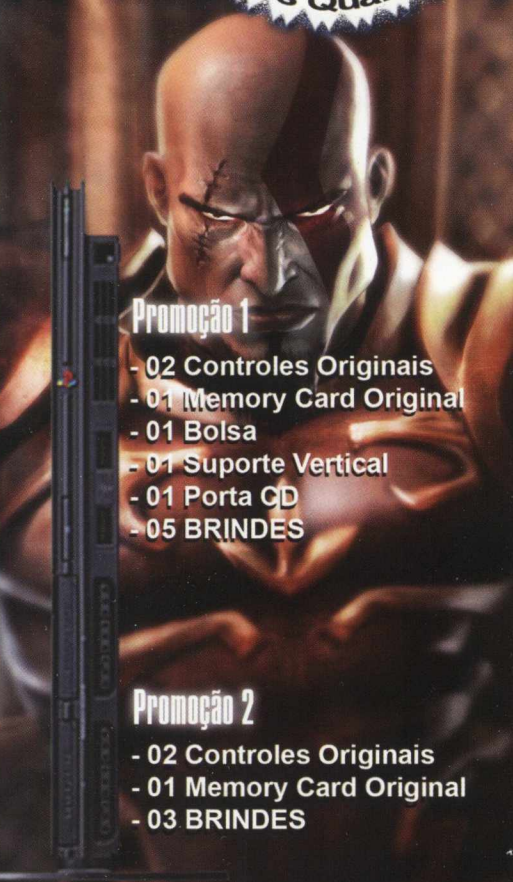 Promoção 1
- 02 Controles Originais
- 01 Memory Card Original
- 01 Bolsa
- 01 Suporte Vertical
- 01 Porta CD
- 05 BRINDES
Promoção 2
- 02 Controles Originais
- 01 Memory Card Original
- 03 BRINDES